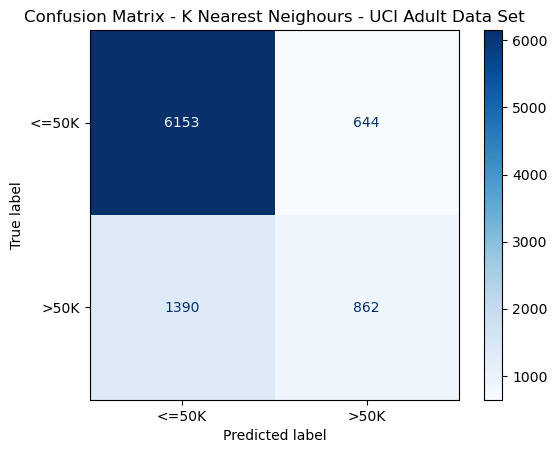 Confusion Matrix - K Nearest Neighours - UCI Adult Data Set
True label
<=50K
6153
644
>50K
1390
862
<=50K
>50K
Predicted label
6000
5000
4000
3000
2000
1000